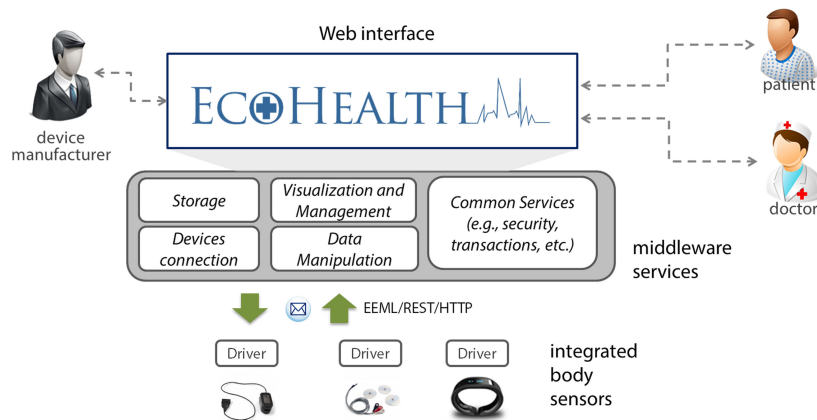 Web interface
ECOHEALTH
device
manufacturer
patient
doctor
Storage
Visualization and
Management
Common Services
(e.g., security,
transactions, etc.)
Devices
connection
Data
Manipulation
middleware
services
EEML/REST/HTTP
Driver
Driver
Driver
integrated
body
sensors